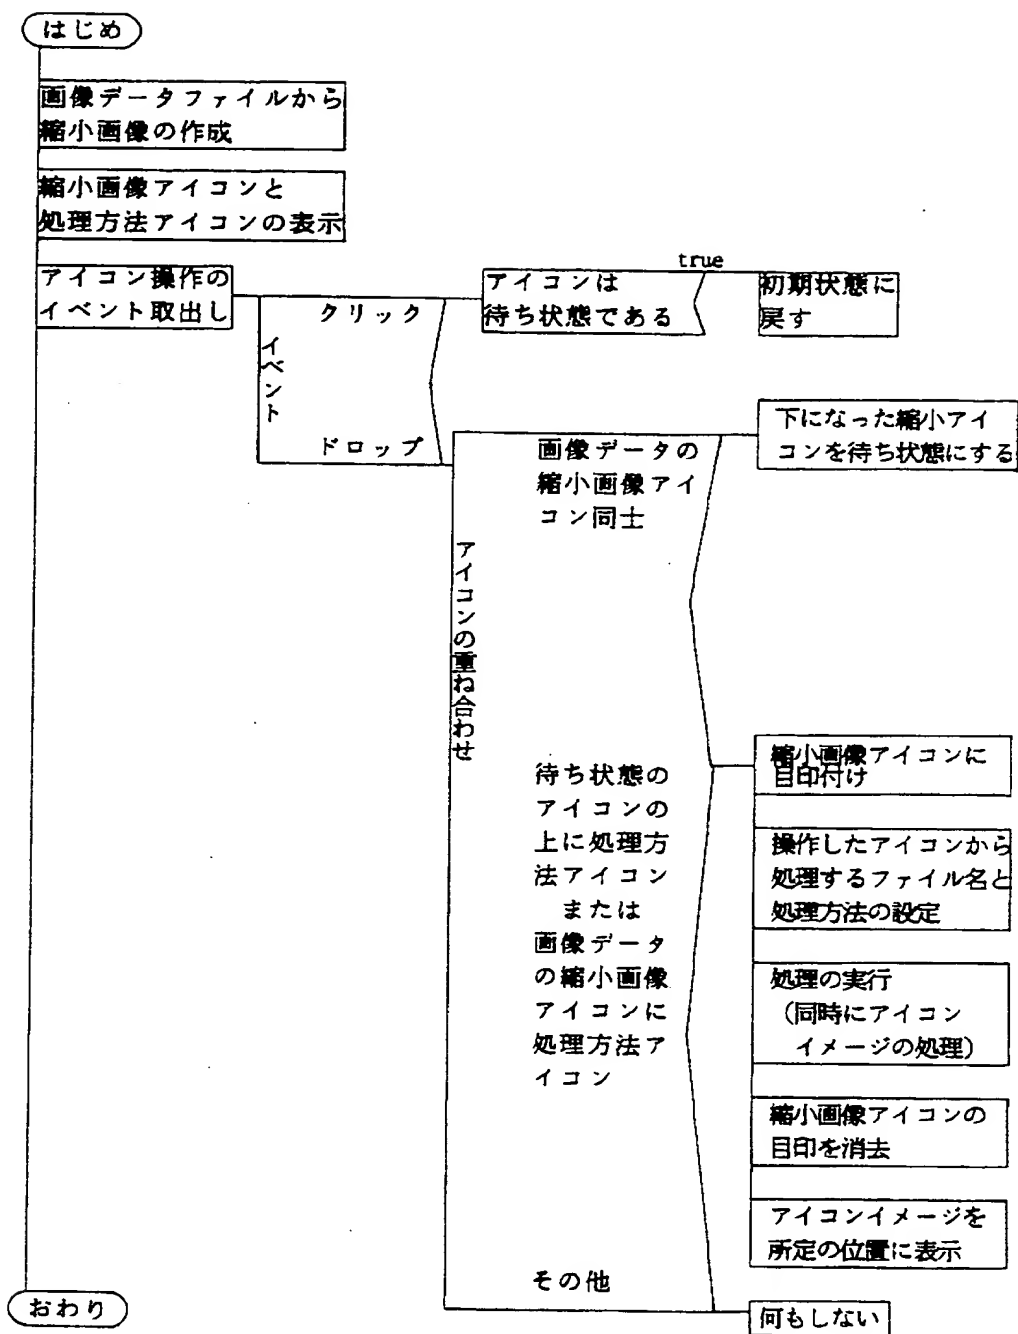 はじめ
画像データファイルから
縮小画像の作成
縮小画像アイコンと
処理方法アイコンの表示
アイコン操作の
イベント取出し
イベント
クリック
アイコンは
待ち状態である
true
初期状態に
戻す
ドロップ
アイコンの重ね合わせ
画像データの
縮小画像アイ
コン同士
下になった縮小アイ
コンを待ち状態にする
待ち状態の
アイコンの
上に処理方
法アイコン
または
画像データ
の縮小画像
アイコンに
処理方法ア
イコン
縮小画像アイコンに
目印付け
操作したアイコンから
処理するファイル名と
処理方法の設定
処理の実行
(同時にアイコン
イメージの処理)
縮小画像アイコンの
目印を消去
アイコンイメージを
所定の位置に表示
その他
何もしない
おわり